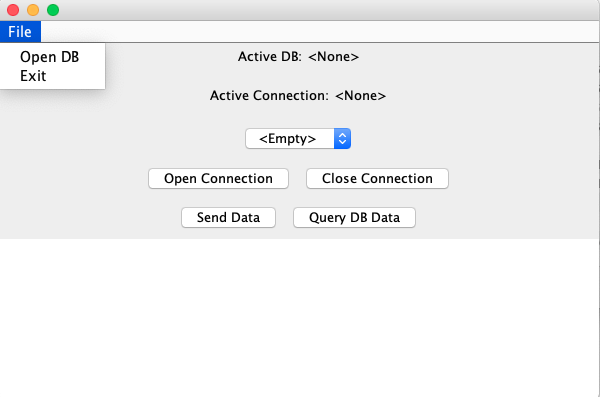 File
Open DB
Exit
Active DB: <None>
Active Connection: <None>
<Empty>
Open Connection Close Connection
Send Data Query DB Data